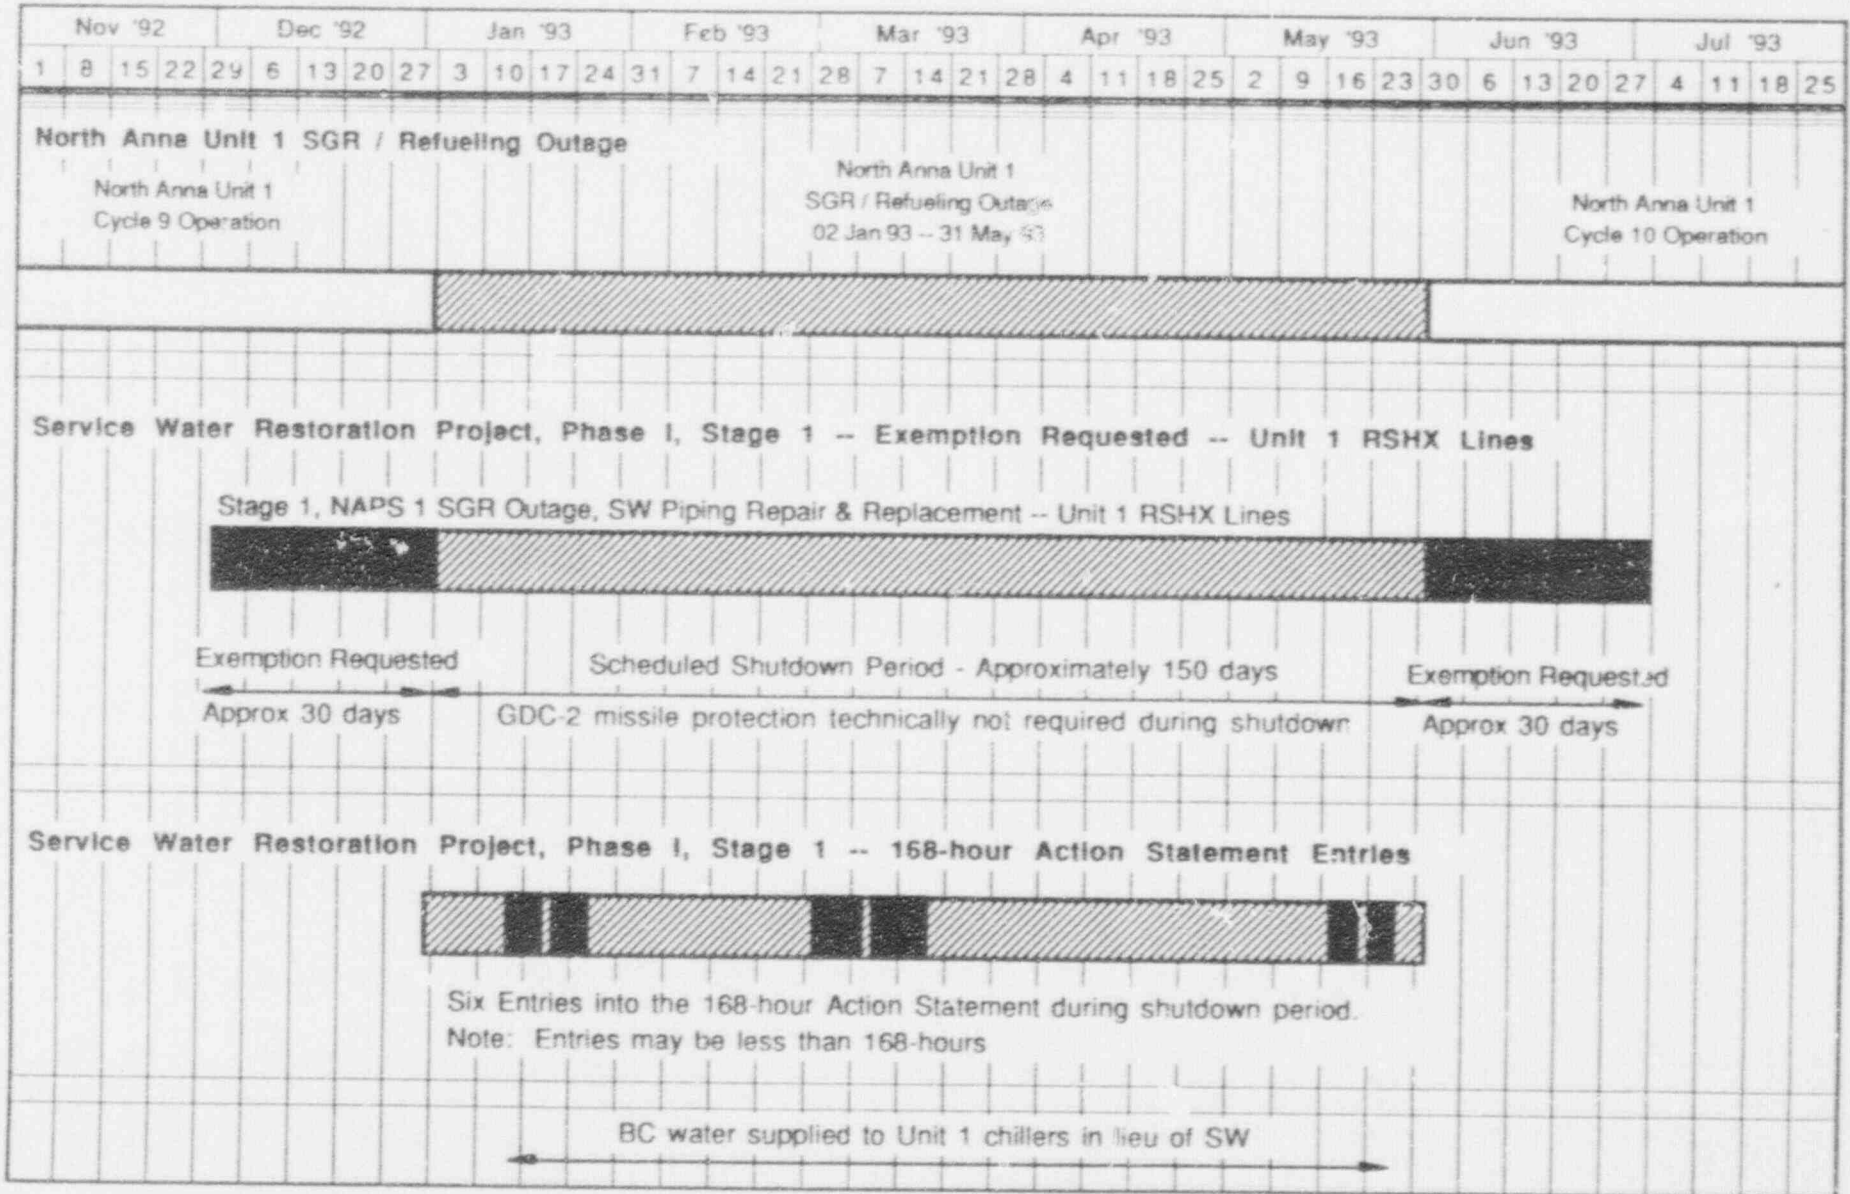 Nov '92 Dec '92 Jan '93 Feb '93 Mar '93 Apr '93 May '93 Jun '93 Jul '93
1 8 15 22 29 6 13 20 27 3 10 17 24 31 7 14 21 28 7 14 21 28 4 11 18 25 2 9 16 23 30 6 13 20 27 4 11 18 25
North Anna Unit 1 SGR / Refueling Outage
North Anna Unit 1
Cycle 9 Operation
North Anna Unit 1
SGR / Refueling Outage
02 Jan 93 -- 31 May 93
North Anna Unit 1
Cycle 10 Operation
Service Water Restoration Project, Phase I, Stage 1 -- Exemption Requested -- Unit 1 RSHX Lines
Stage 1, NAPS 1 SGR Outage, SW Piping Repair & Replacement -- Unit 1 RSHX Lines
Exemption Requested
Approx 30 days
Scheduled Shutdown Period - Approximately 150 days
GDC-2 missile protection technically not required during shutdown
Exemption Requested
Approx 30 days
Service Water Restoration Project, Phase I, Stage 1 -- 168-hour Action Statement Entries
Six Entries into the 168-hour Action Statement during shutdown period.
Note: Entries may be less than 168-hours
BC water supplied to Unit 1 chillers in lieu of SW